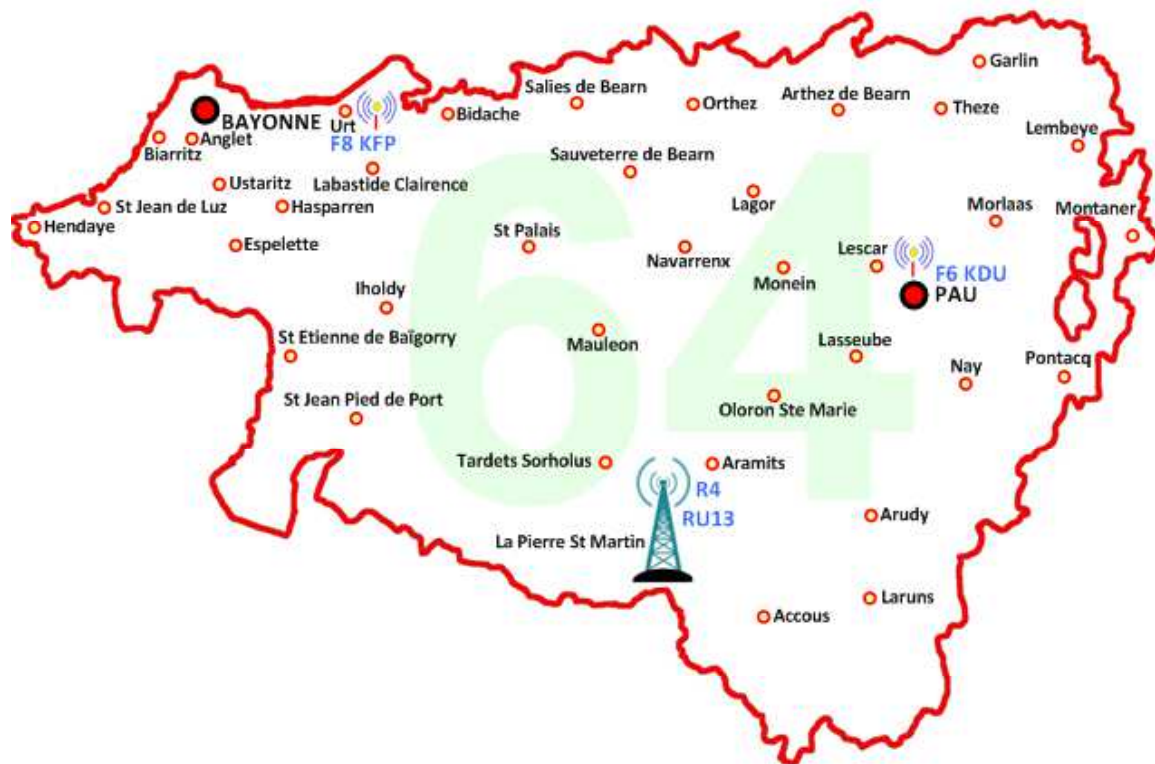 Garlin
Salies de Bearn
Orthez
Arthez de Bearn
Theze
BAYONNE
Urt
Bidache
F8 KFP
Anglet
Biarritz
Lembeye
Sauveterre de Bearn
Ustaritz
Labastide Clairence
St Jean de Luz
Hasparren
Lagor
Morlaas
Montaner
Hendaye
Espelette
St Palais
Navarrenx
Lescar
Monein
F6 KDU
PAU
Iholdy
St Etienne de Baïgorry
Mauleon
Lasseube
Nay
Pontacq
St Jean Pied de Port
Oloron Ste Marie
64
Tardets Sorholus
Aramits
R4
RU13
Arudy
La Pierre St Martin
Laruns
Accous